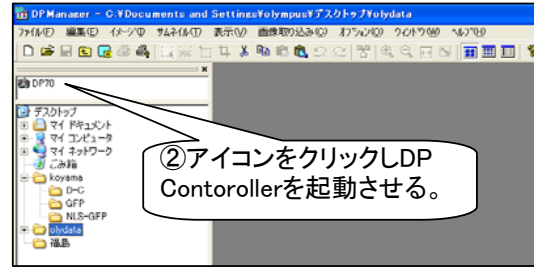 DP Manager - C:¥Documents and Settings¥olympus¥デスクトップ¥olydata
ファイル(F) 編集(E) イメージ(I) サムネイル(T) 表示(V) 画像取り込み(G) オプション(O) ウィンドウ(W) ヘルプ(H)
DP70
デスクトップ
マイ ドキュメント
マイ コンピュータ
マイ ネットワーク
ごみ箱
koyama
D-C
GFP
NLS-GFP
olydata
福島
②アイコンをクリックしDP
Contorollerを起動させる。